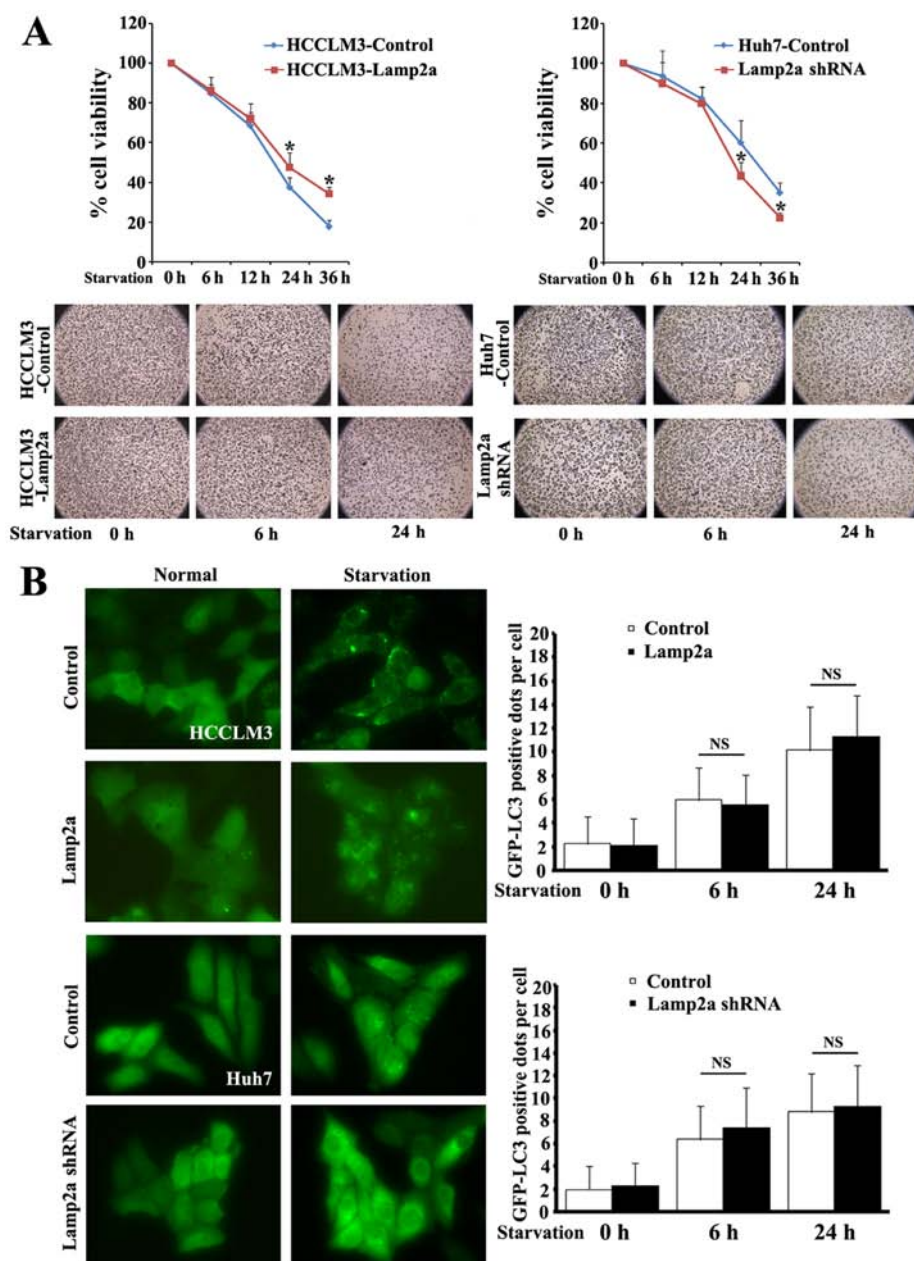 A
120
100
80
60
40
20
0
% cell viability
HCCLM3-Control
HCCLM3-Lamp2a
*
*
Starvation 0 h 6 h 12 h 24 h 36 h
120
100
80
60
40
20
0
% cell viability
Huh7-Control
Lamp2a shRNA
*
*
Starvation 0 h 6 h 12 h 24 h 36 h
HCCLM3
-Control
HCCLM3
-Lamp2a
Starvation 0 h 6 h 24 h
Huh7
-Control
Lamp2a
shRNA
0 h 6 h 24 h
B
Normal Starvation
Control
HCCLM3
Lamp2a
Control
Huh7
Lamp2a shRNA
GFP-LC3 positive dots per cell
20
18
16
14
12
10
8
6
4
2
0
Control
Lamp2a
NS
NS
Starvation 0 h 6 h 24 h
GFP-LC3 positive dots per cell
20
18
16
14
12
10
8
6
4
2
0
Control
Lamp2a shRNA
NS
NS
Starvation 0 h 6 h 24 h